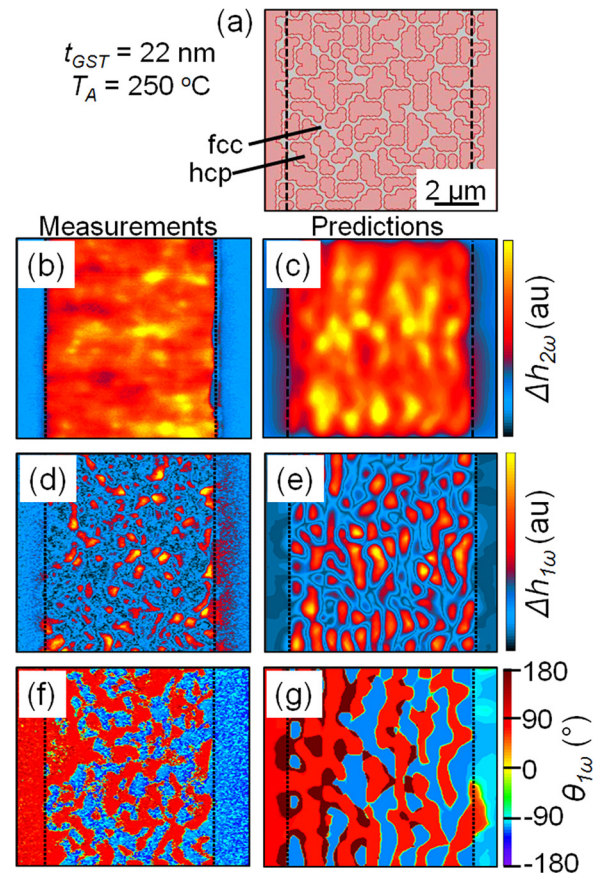 (a)
t_GST = 22 nm
T_A = 250 °C
fcc
hcp
2 μm
Measurements
Predictions
(b)
(c)
Δh_2ω (au)
(d)
(e)
Δh_1ω (au)
(f)
(g)
180
90
0
-90
-180
θ_1ω (°)